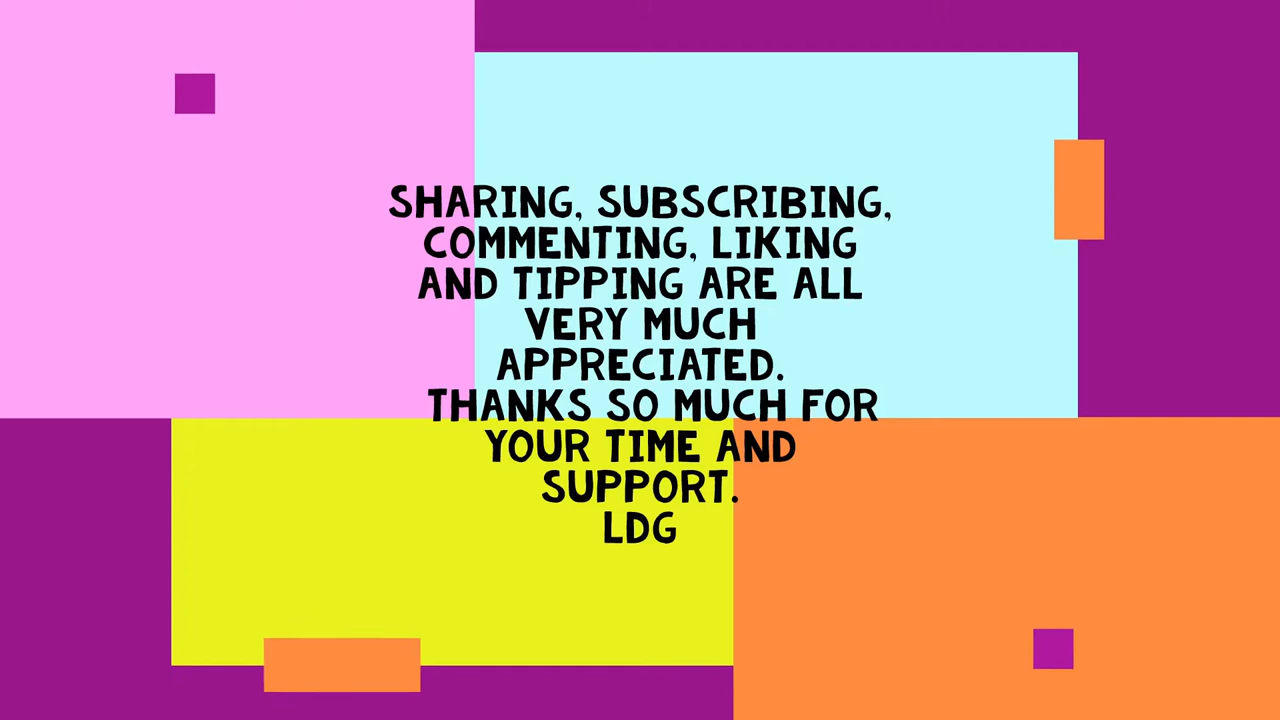 SHARING, SUBSCRIBING,
COMMENTING, LIKING
AND TIPPING ARE ALL
VERY MUCH
APPRECIATED.
THANKS SO MUCH FOR
YOUR TIME AND
SUPPORT.
LDG